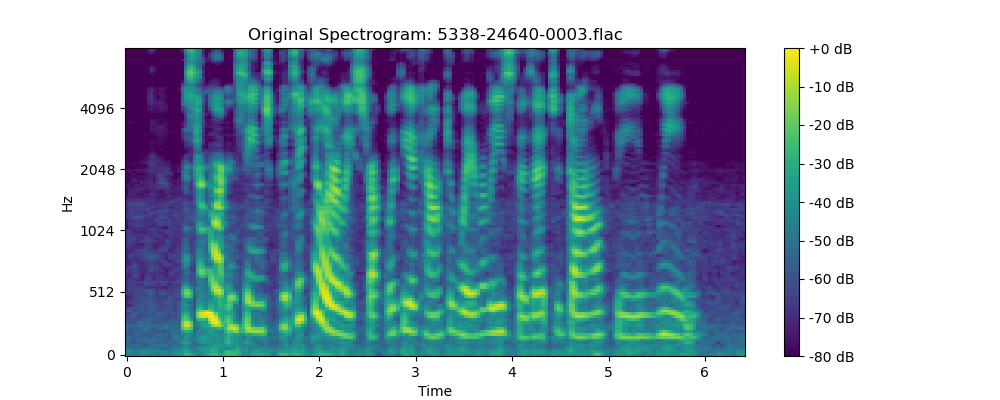 Original Spectrogram: 5338-24640-0003.flac
Hz
4096
2048
1024
512
0
0 1 2 3 4 5 6
Time
+0 dB
-10 dB
-20 dB
-30 dB
-40 dB
-50 dB
-60 dB
-70 dB
-80 dB